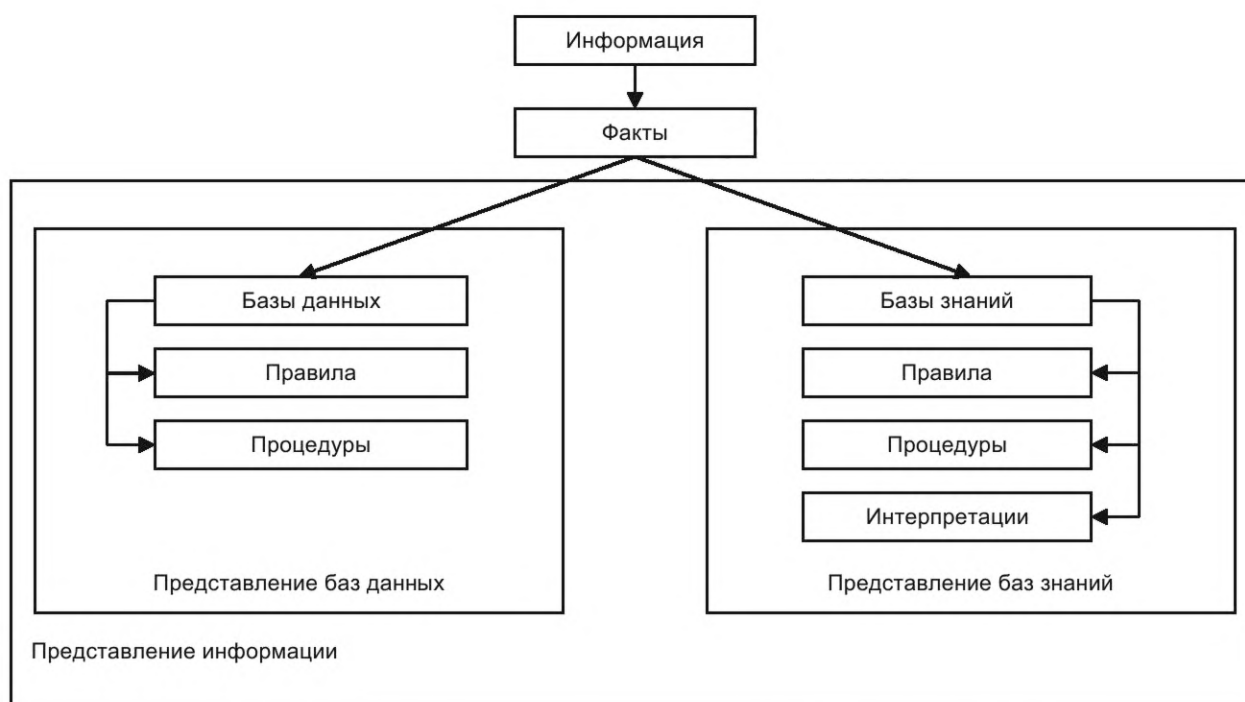 Информация
Факты
Базы данных
Правила
Процедуры
Представление баз данных
Базы знаний
Правила
Процедуры
Интерпретации
Представление баз знаний
Представление информации